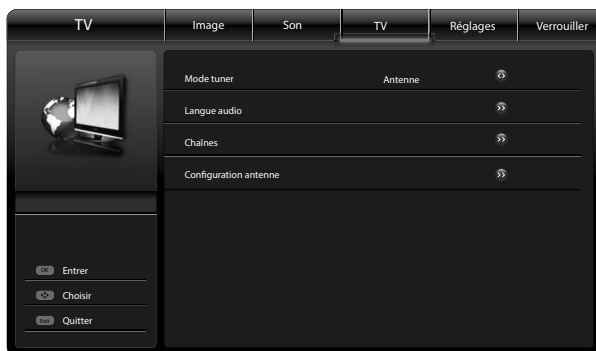 TV
Image Son TV Réglages Verrouiller
Mode tuner Antenne
Langue audio
Chaînes
Configuration antenne
OK Entrer
Choisir
Exit Quitter